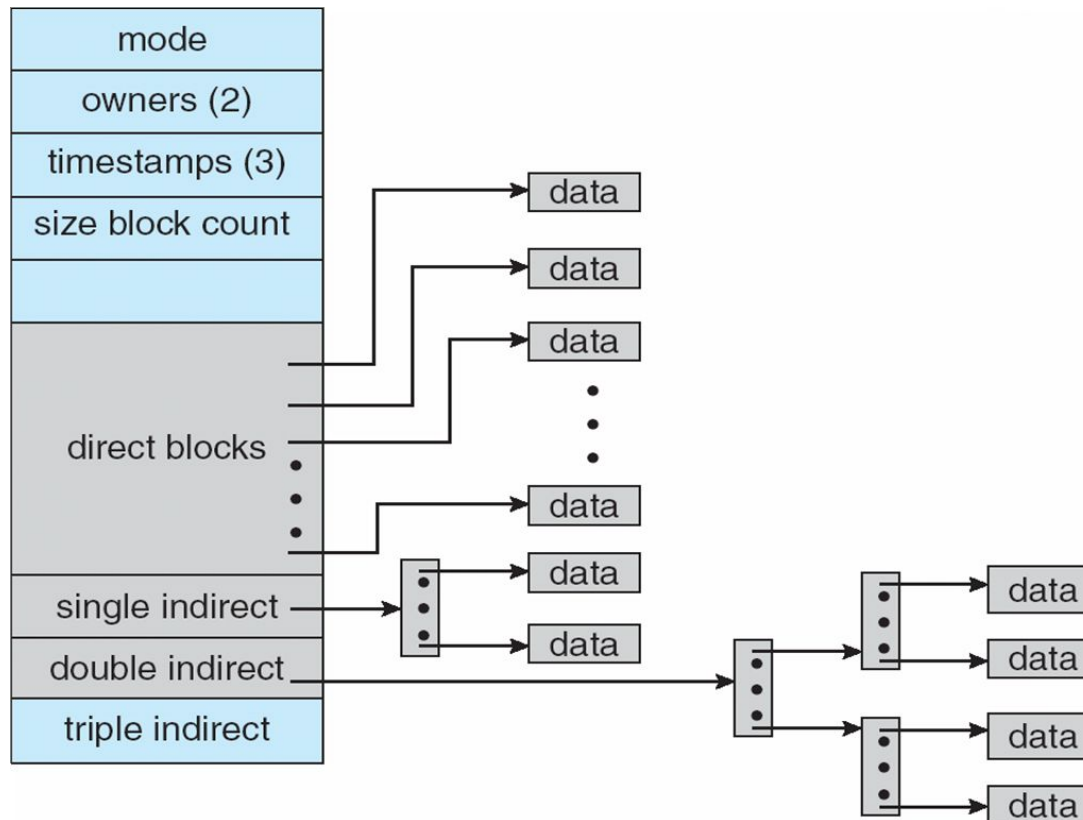 mode
owners (2)
timestamps (3)
size block count
direct blocks
single indirect
double indirect
triple indirect
data
data
data
data
data
data
data
data
data
data